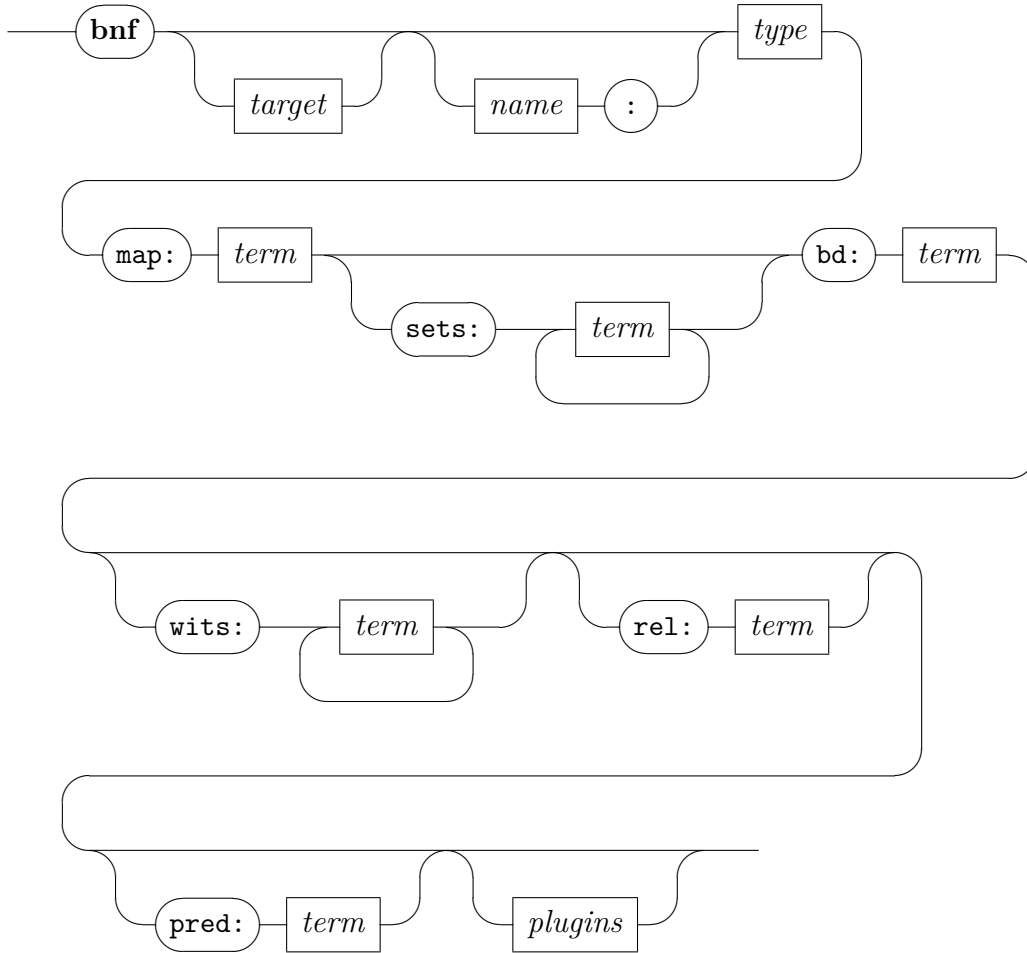 bnf type
target name :
map: term bd: term
sets: term
wits: term rel: term
pred: term plugins